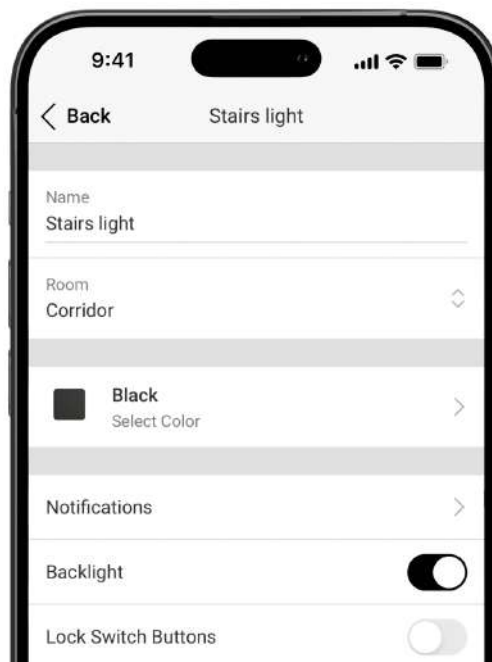 9:41
Back
Stairs light
Name
Stairs light
Room
Corridor
Black
Select Color
Notifications
Backlight
Lock Switch Buttons